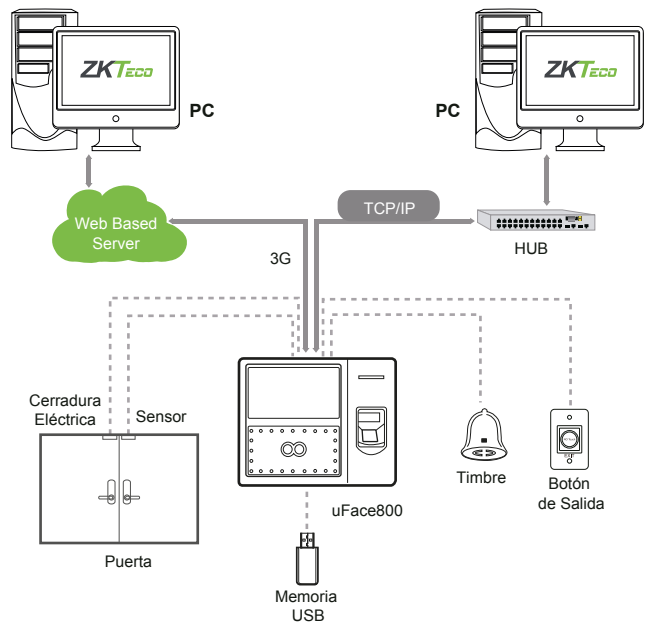 ZKTeco
ZKTeco
PC
PC
Web Based
Server
TCP/IP
HUB
3G
Cerradura
Eléctrica
Sensor
Timbre
EXIT
Botón
de Salida
uFace800
Puerta
Memoria
USB